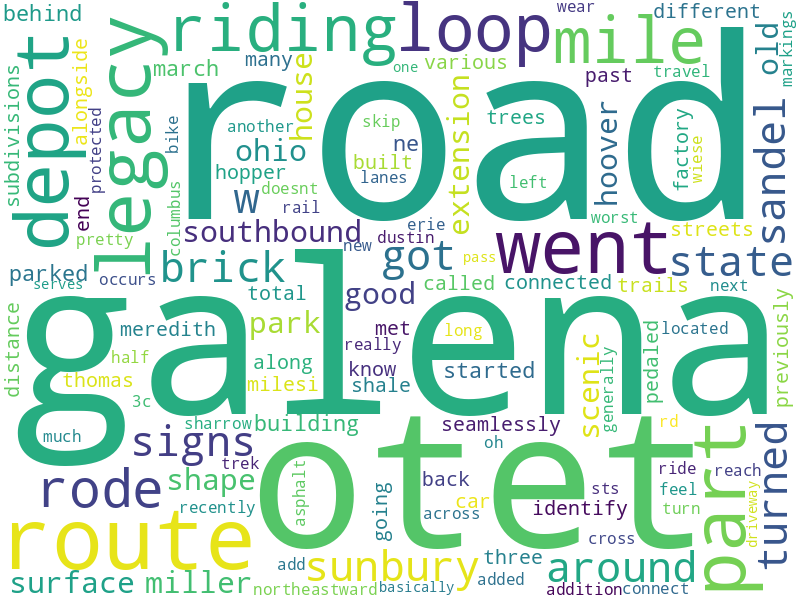 behind
riding
loop
mile
wear
different
old
markings
many
march
various
past
travel
one
road
depot
legacy
subdivisions
alongside
protected
bike
house
another
skip
ne
trees
extension
ohio
hopper
built
lanes
left
hoover
factory
wiese
sandel
w
doesnt
rail
end
pretty
columbus
southbound
erie
dustin
new
worst
streets
got
went
pass
state
parked
occurs
serves
brick
total
good
called
connected
trails
next
galena
distance
meredith
park
met
long
located
previously
really
half
along
know
started
scenic
generally
pedaled
thomas
milesi
shale
3c
much
sharrow
building
seamlessly
rd
signs
otet
oh
trek
shape
back
ride
reach
feel
part
turned
driveway
rode
recently
asphalt
going
car
sts
identify
turn
across
cross
route
sunbury
three
around
add
added
surface
miller
northeastward
basically
addition
connect